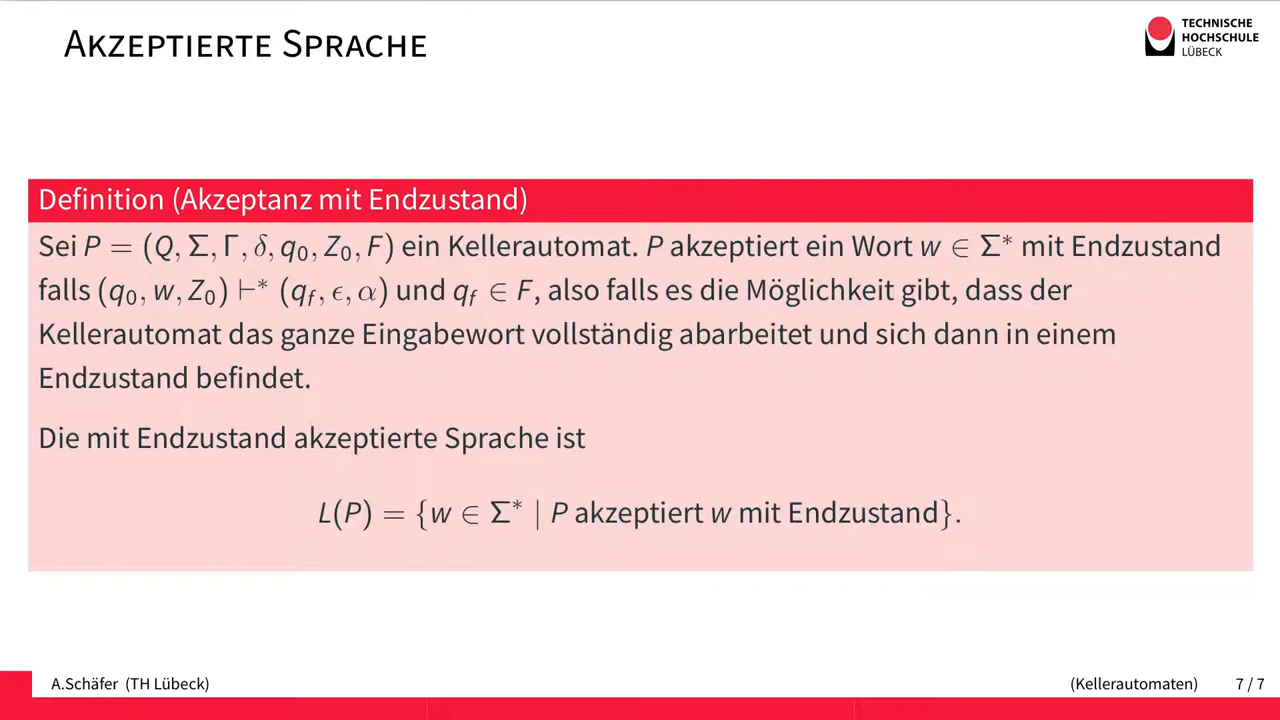 AKZEPTIERTE SPRACHE
TECHNISCHE
HOCHSCHULE
LÜBECK
Definition (Akzeptanz mit Endzustand)
Sei P = (Q, Σ, Γ, δ, q₀, Z₀, F) ein Kellerautomat. P akzeptiert ein Wort w ∈ Σ* mit Endzustand
falls (q₀, w, Z₀) ⊢* (q_f, ϵ, α) und q_f ∈ F, also falls es die Möglichkeit gibt, dass der
Kellerautomat das ganze Eingabewort vollständig abarbeitet und sich dann in einem
Endzustand befindet.
Die mit Endzustand akzeptierte Sprache ist
L(P) = {w ∈ Σ* | P akzeptiert w mit Endzustand}.
A.Schäfer (TH Lübeck)
(Kellerautomaten)
7 / 7